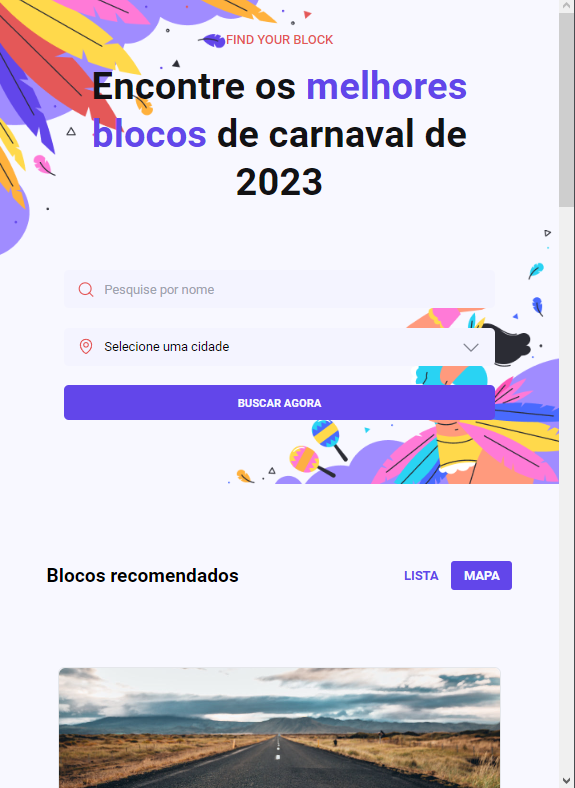 FIND YOUR BLOCK
Encontre os melhores
blocos de carnaval de
2023
Pesquise por nome
Selecione uma cidade
BUSCAR AGORA
Blocos recomendados
LISTA
MAPA